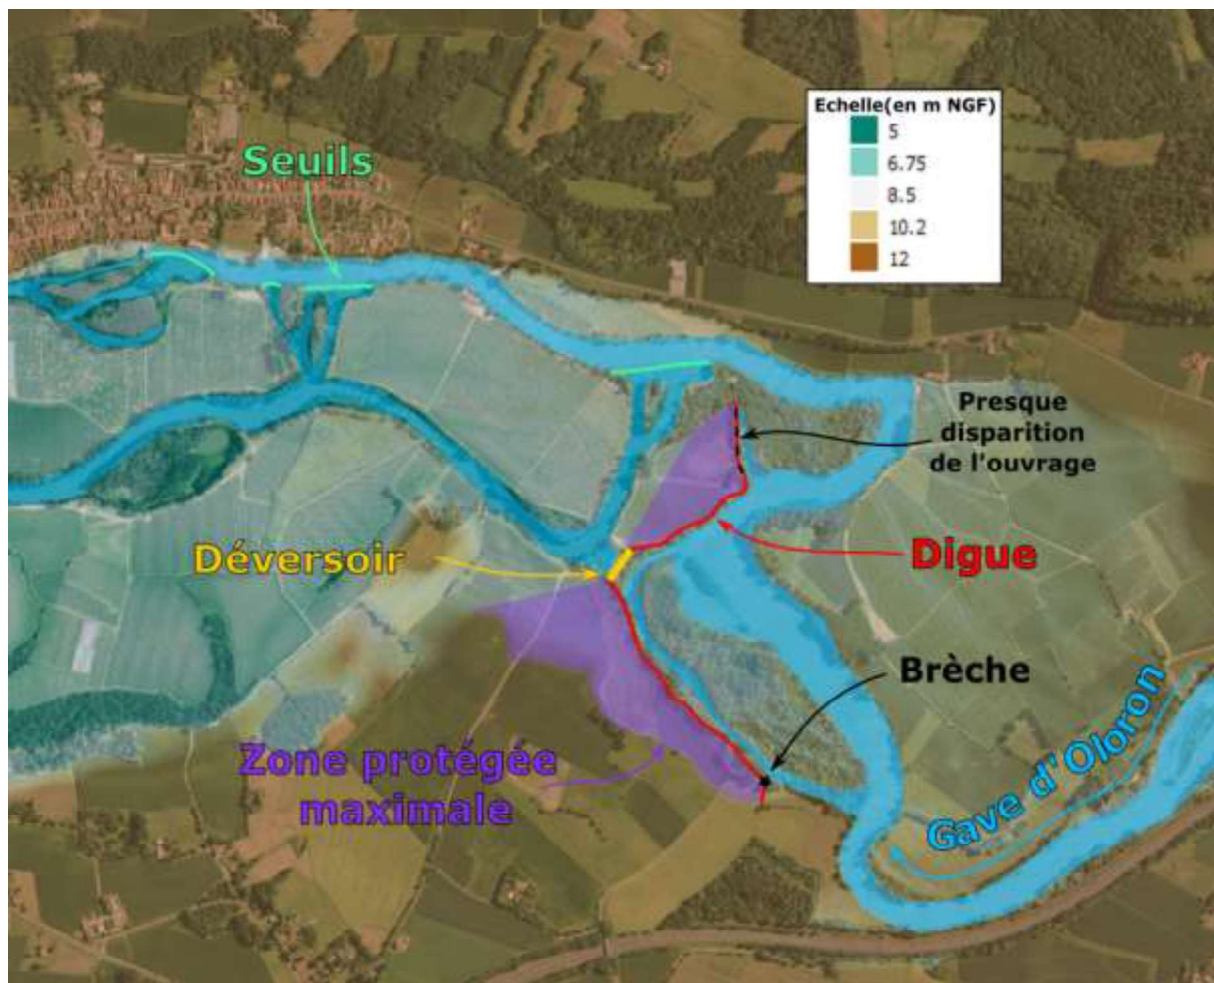 Echelle(en m NGF)
5
6.75
8.5
10.2
12
Seuils
Presque
disparition
de l'ouvrage
Déversoir
Digue
Brèche
Zone protégée
maximale
Gave d'Oloron